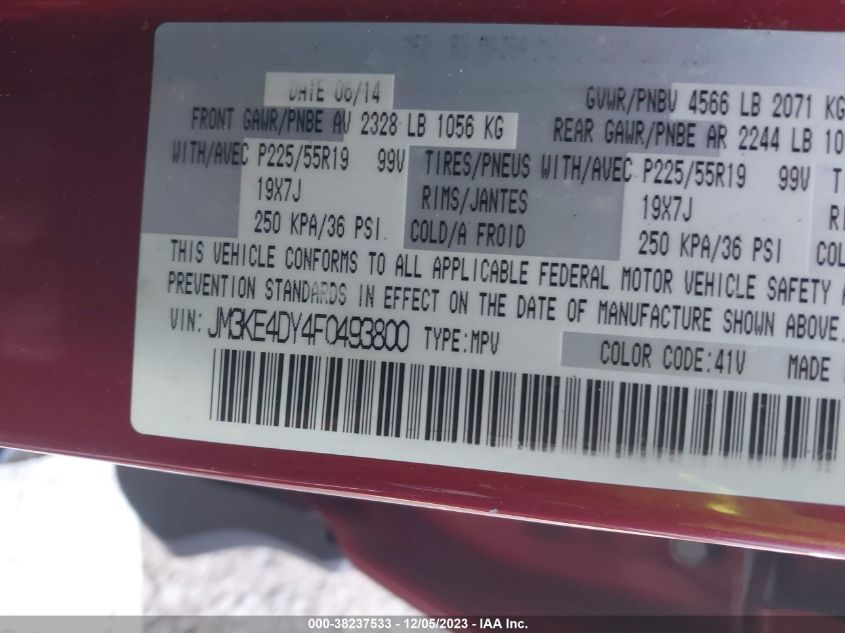 DATE 06/14
GVWR/PNBV 4566 LB 2071 KG
FRONT GAWR/PNBE AV 2328 LB 1056 KG
REAR GAWR/PNBE AR 2244 LB
WITH/AVEC P225/55R19 99V TIRES/PNEUS WITH/AVEC P225/55R19 99V
19X7J RIMS/JANTES 19X7J
250 KPA/36 PSI. COLD/A FROID 250 KPA/36 PSI
THIS VEHICLE CONFORMS TO ALL APPLICABLE FEDERAL MOTOR VEHICLE SAFETY
PREVENTION STANDARDS IN EFFECT ON THE DATE OF MANUFACTURE SHOWN ABOVE.
VIN: JM3KE4DY4F0493800 TYPE:MPV COLOR CODE:41V MADE
000-38237533 - 12/05/2023 - IAA Inc.